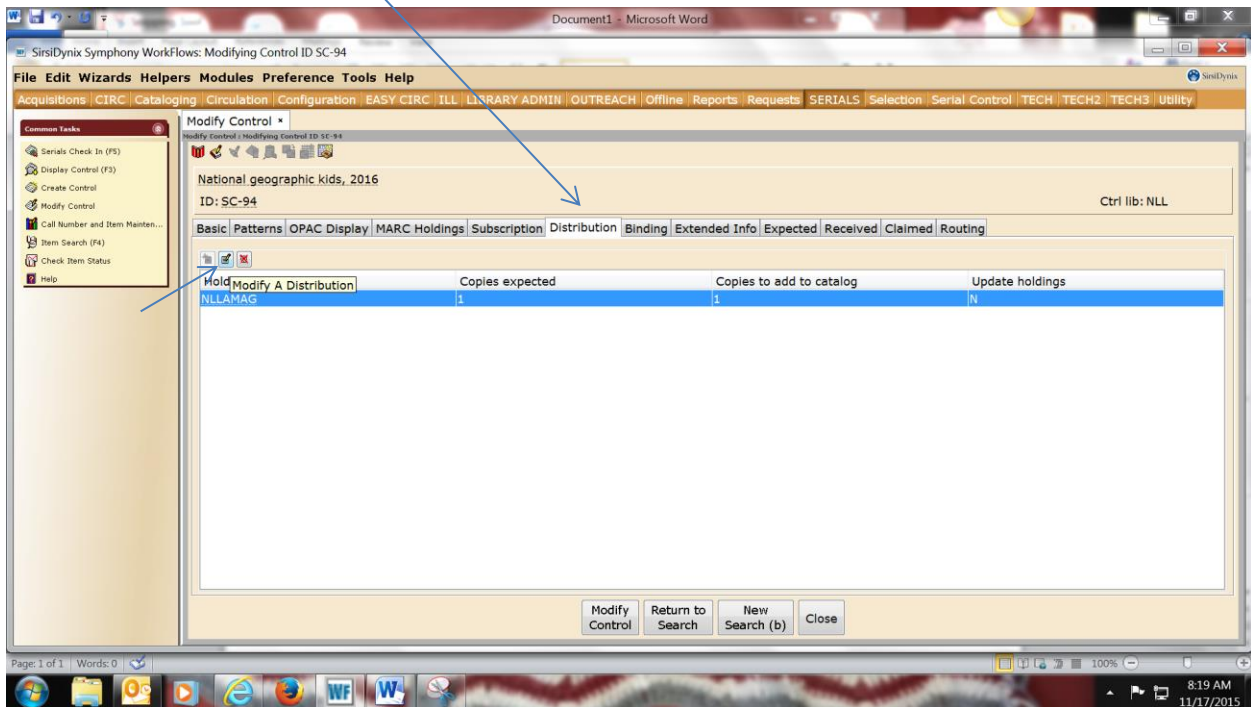 Document1 - Microsoft Word
SirsiDynix Symphony WorkFlows: Modifying Control ID SC-94
File Edit Wizards Helpers Modules Preference Tools Help
SirsiDynix
Acquisitions CIRC Cataloging Circulation Configuration EASY CIRC ILL LIBRARY ADMIN OUTREACH Offline Reports Requests SERIALS Selection Serial Control TECH TECH2 TECH3 Utility
Common Tasks
Serials Check In (F5)
Display Control (F3)
Create Control
Modify Control
Call Number and Item Mainten...
Item Search (F4)
Check Item Status
Help
Modify Control
Modify Control : Modifying Control ID SC-94
National geographic kids, 2016
ID: SC-94
Ctrl lib: NLL
Basic Patterns OPAC Display MARC Holdings Subscription Distribution Binding Extended Info Expected Received Claimed Routing
Hold Copies expected Copies to add to catalog Update holdings
Modify A Distribution
NLLAMAG 1 1 N
Modify Control
Return to Search
New Search (b)
Close
Page: 1 of 1 Words: 0
100%
WF
W
8:19 AM
11/17/2015